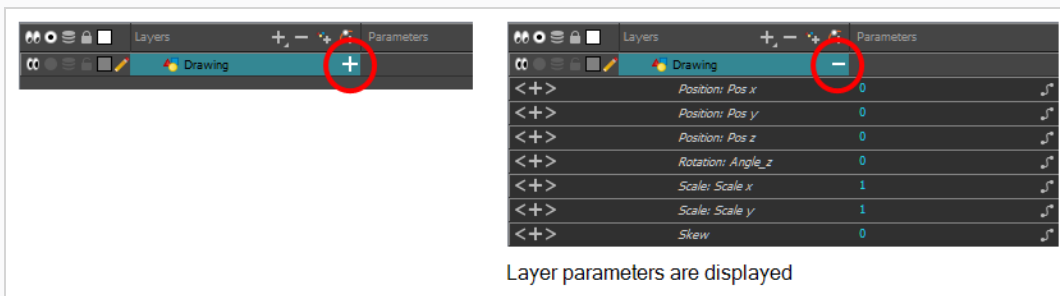 Layers Parameters
Drawing
Layers Parameters
Drawing
Position: Pos x 0
Position: Pos y 0
Position: Pos z 0
Rotation: Angle_z 0
Scale: Scale x 1
Scale: Scale y 1
Skew 0
Layer parameters are displayed